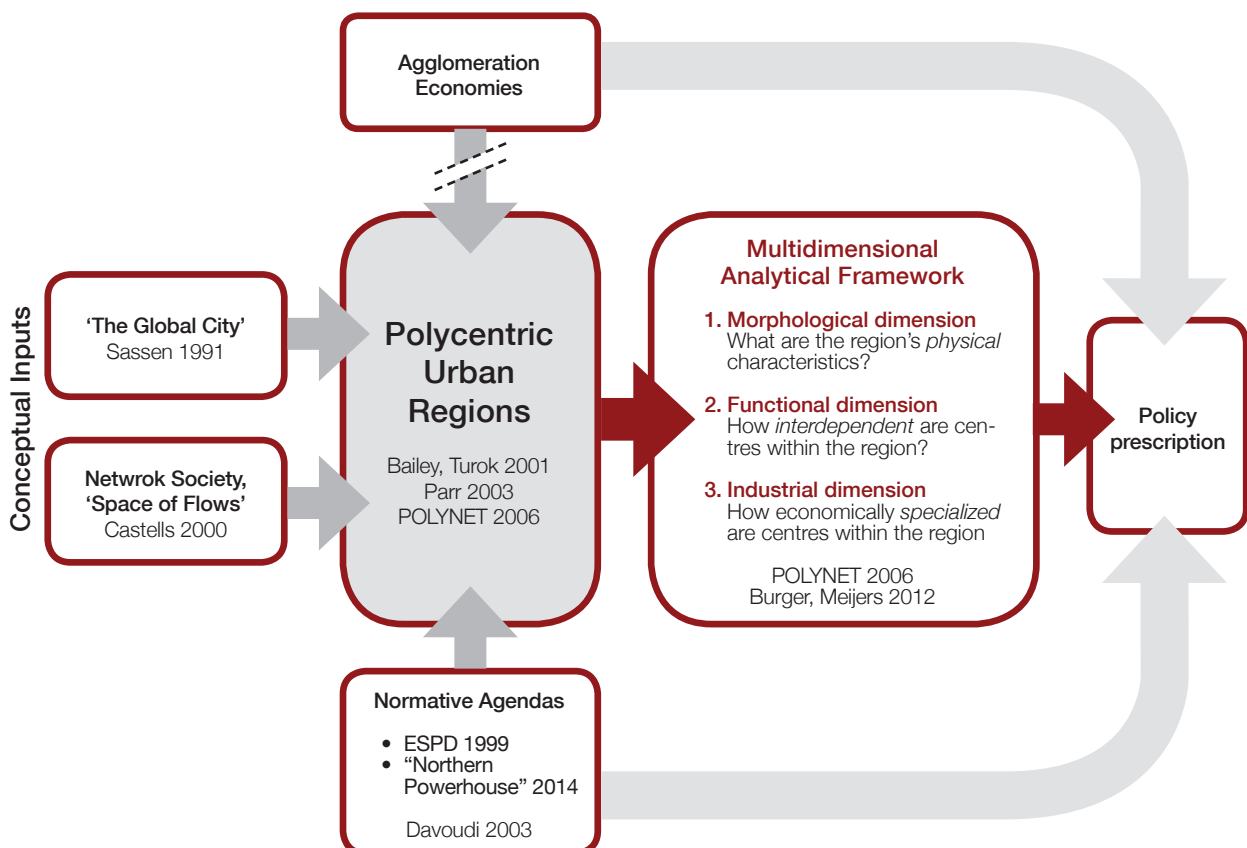 Agglomeration
Economies
Conceptual Inputs
‘The Global City’
Sassen 1991
Netwrok Society,
‘Space of Flows’
Castells 2000
Polycentric
Urban
Regions
Bailey, Turok 2001
Parr 2003
POLYNET 2006
Multidimensional
Analytical Framework
1. Morphological dimension
What are the region’s physical
characteristics?
2. Functional dimension
How interdependent are cen-
tres within the region?
3. Industrial dimension
How economically specialized
are centres within the region
POLYNET 2006
Burger, Meijers 2012
Policy
prescription
Normative Agendas
• ESPD 1999
• “Northern
Powerhouse” 2014
Davoudi 2003